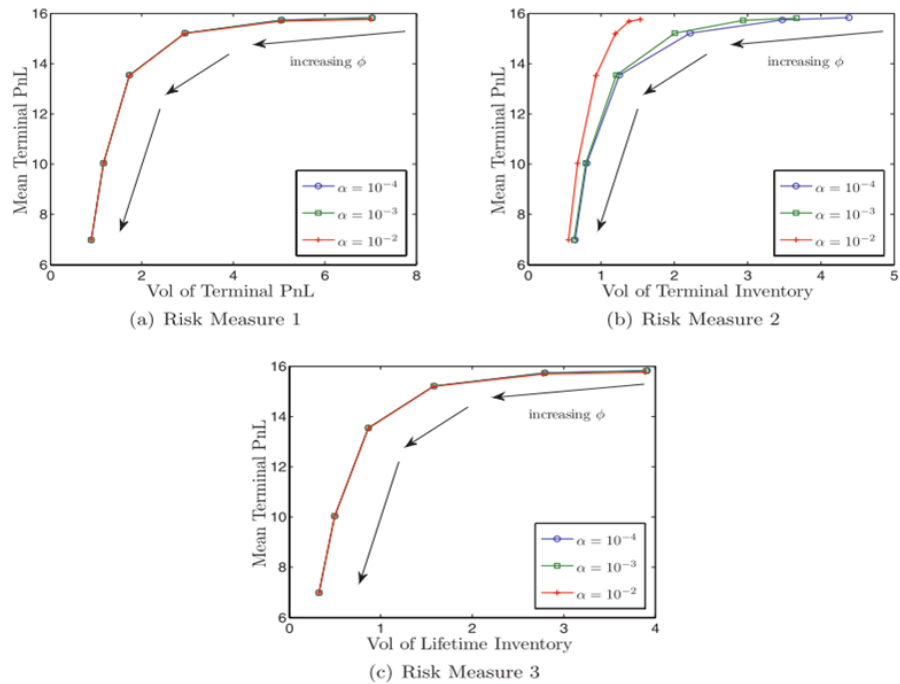 Mean Terminal PnL
16
14
12
10
8
6
increasing ϕ
α = 10⁻⁴
α = 10⁻³
α = 10⁻²
0 2 4 6 8
Vol of Terminal PnL
(a) Risk Measure 1
Mean Terminal PnL
16
14
12
10
8
6
increasing ϕ
α = 10⁻⁴
α = 10⁻³
α = 10⁻²
0 1 2 3 4 5
Vol of Terminal Inventory
(b) Risk Measure 2
Mean Terminal PnL
16
14
12
10
8
6
increasing ϕ
α = 10⁻⁴
α = 10⁻³
α = 10⁻²
0 1 2 3 4
Vol of Lifetime Inventory
(c) Risk Measure 3